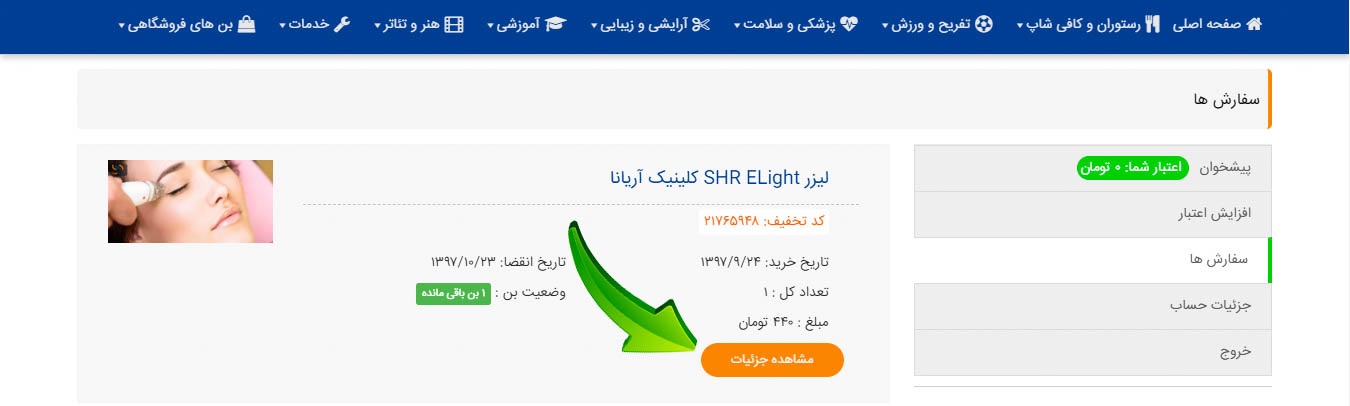 صفحه اصلی رستوران و کافی شاپ تفریح و ورزش پزشکی و سلامت آرایشی و زیبایی آموزشی هنر و تئاتر خدمات بن های فروشگاهی
سفارش ها
پیشخوان اعتبار شما: ۰ تومان
افزایش اعتبار
سفارش ها
جزئیات حساب
خروج
لیزر SHR ELight کلینیک آریانا
کد تخفیف: ۲۱۷۶۵۹۴۸
تاریخ خرید: ۱۳۹۷/۹/۲۴ تاریخ انقضا: ۱۳۹۷/۱۰/۲۳
تعداد کل : ۱ وضعیت بن : ۱ بن باقی مانده
مبلغ : ۴۴۰ تومان
مشاهده جزئیات